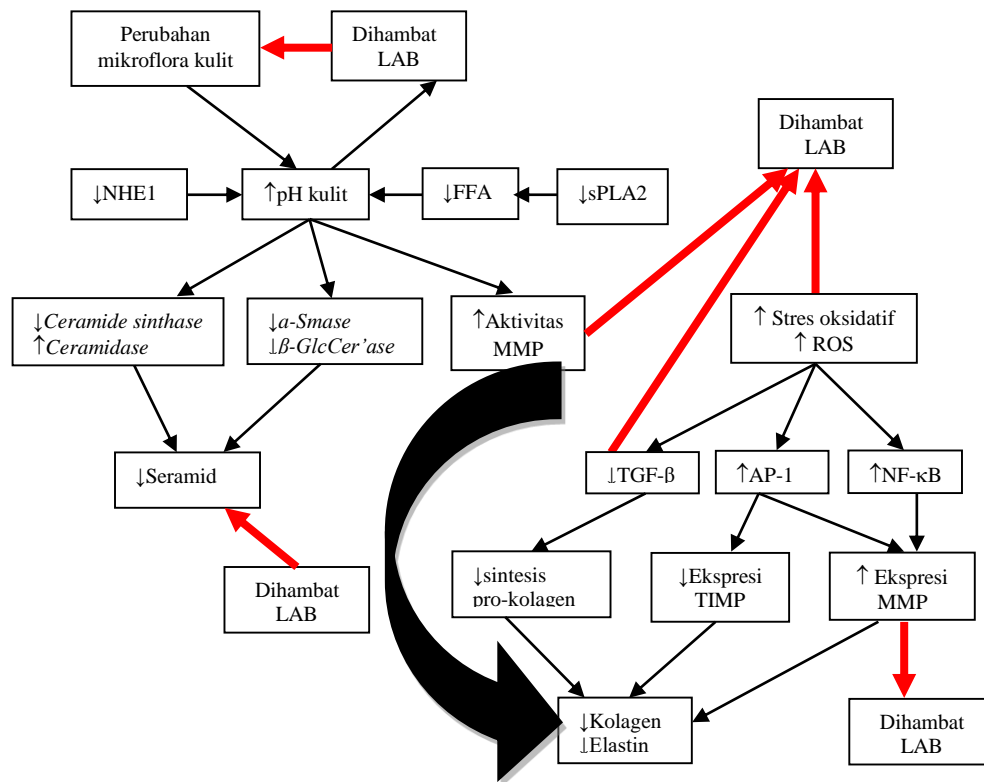 Perubahan
mikroflora kulit
Dihambat
LAB
Dihambat
LAB
↓NHE1
↑pH kulit
↓FFA
↓sPLA2
↓Ceramide sinthase
↑Ceramidase
↓a-Smase
↓β-GlcCer’ase
↑Aktivitas
MMP
↑ Stres oksidatif
↑ ROS
↓Seramid
↓TGF-β
↑AP-1
↑NF-κB
Dihambat
LAB
↓sintesis
pro-kolagen
↓Ekspresi
TIMP
↑ Ekspresi
MMP
↓Kolagen
↓Elastin
Dihambat
LAB